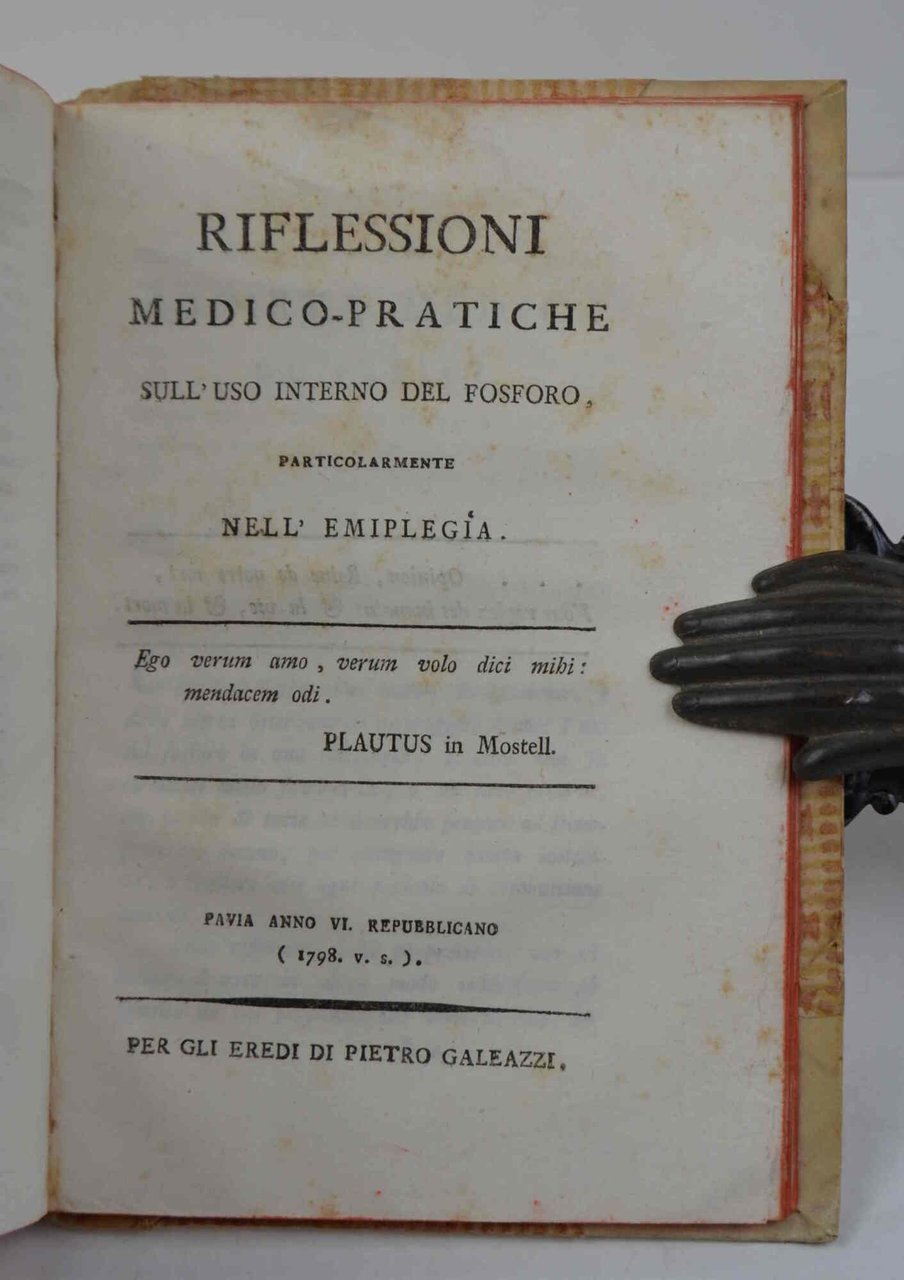 RIFLESSIONI
MEDICO-PRATICHE
SULL' USO INTERNO DEL FOSFORO,
PARTICOLARMENTE
NELL' EMIPLEGÍA.
Ego verum amo, verum volo dici mihi:
mendacem odi.
PLAUTUS in Mostell.
PAVIA ANNO VI. REPUBBLICANO
( 1798. v. s. ).
PER GLI EREDI DI PIETRO GALEAZZI.